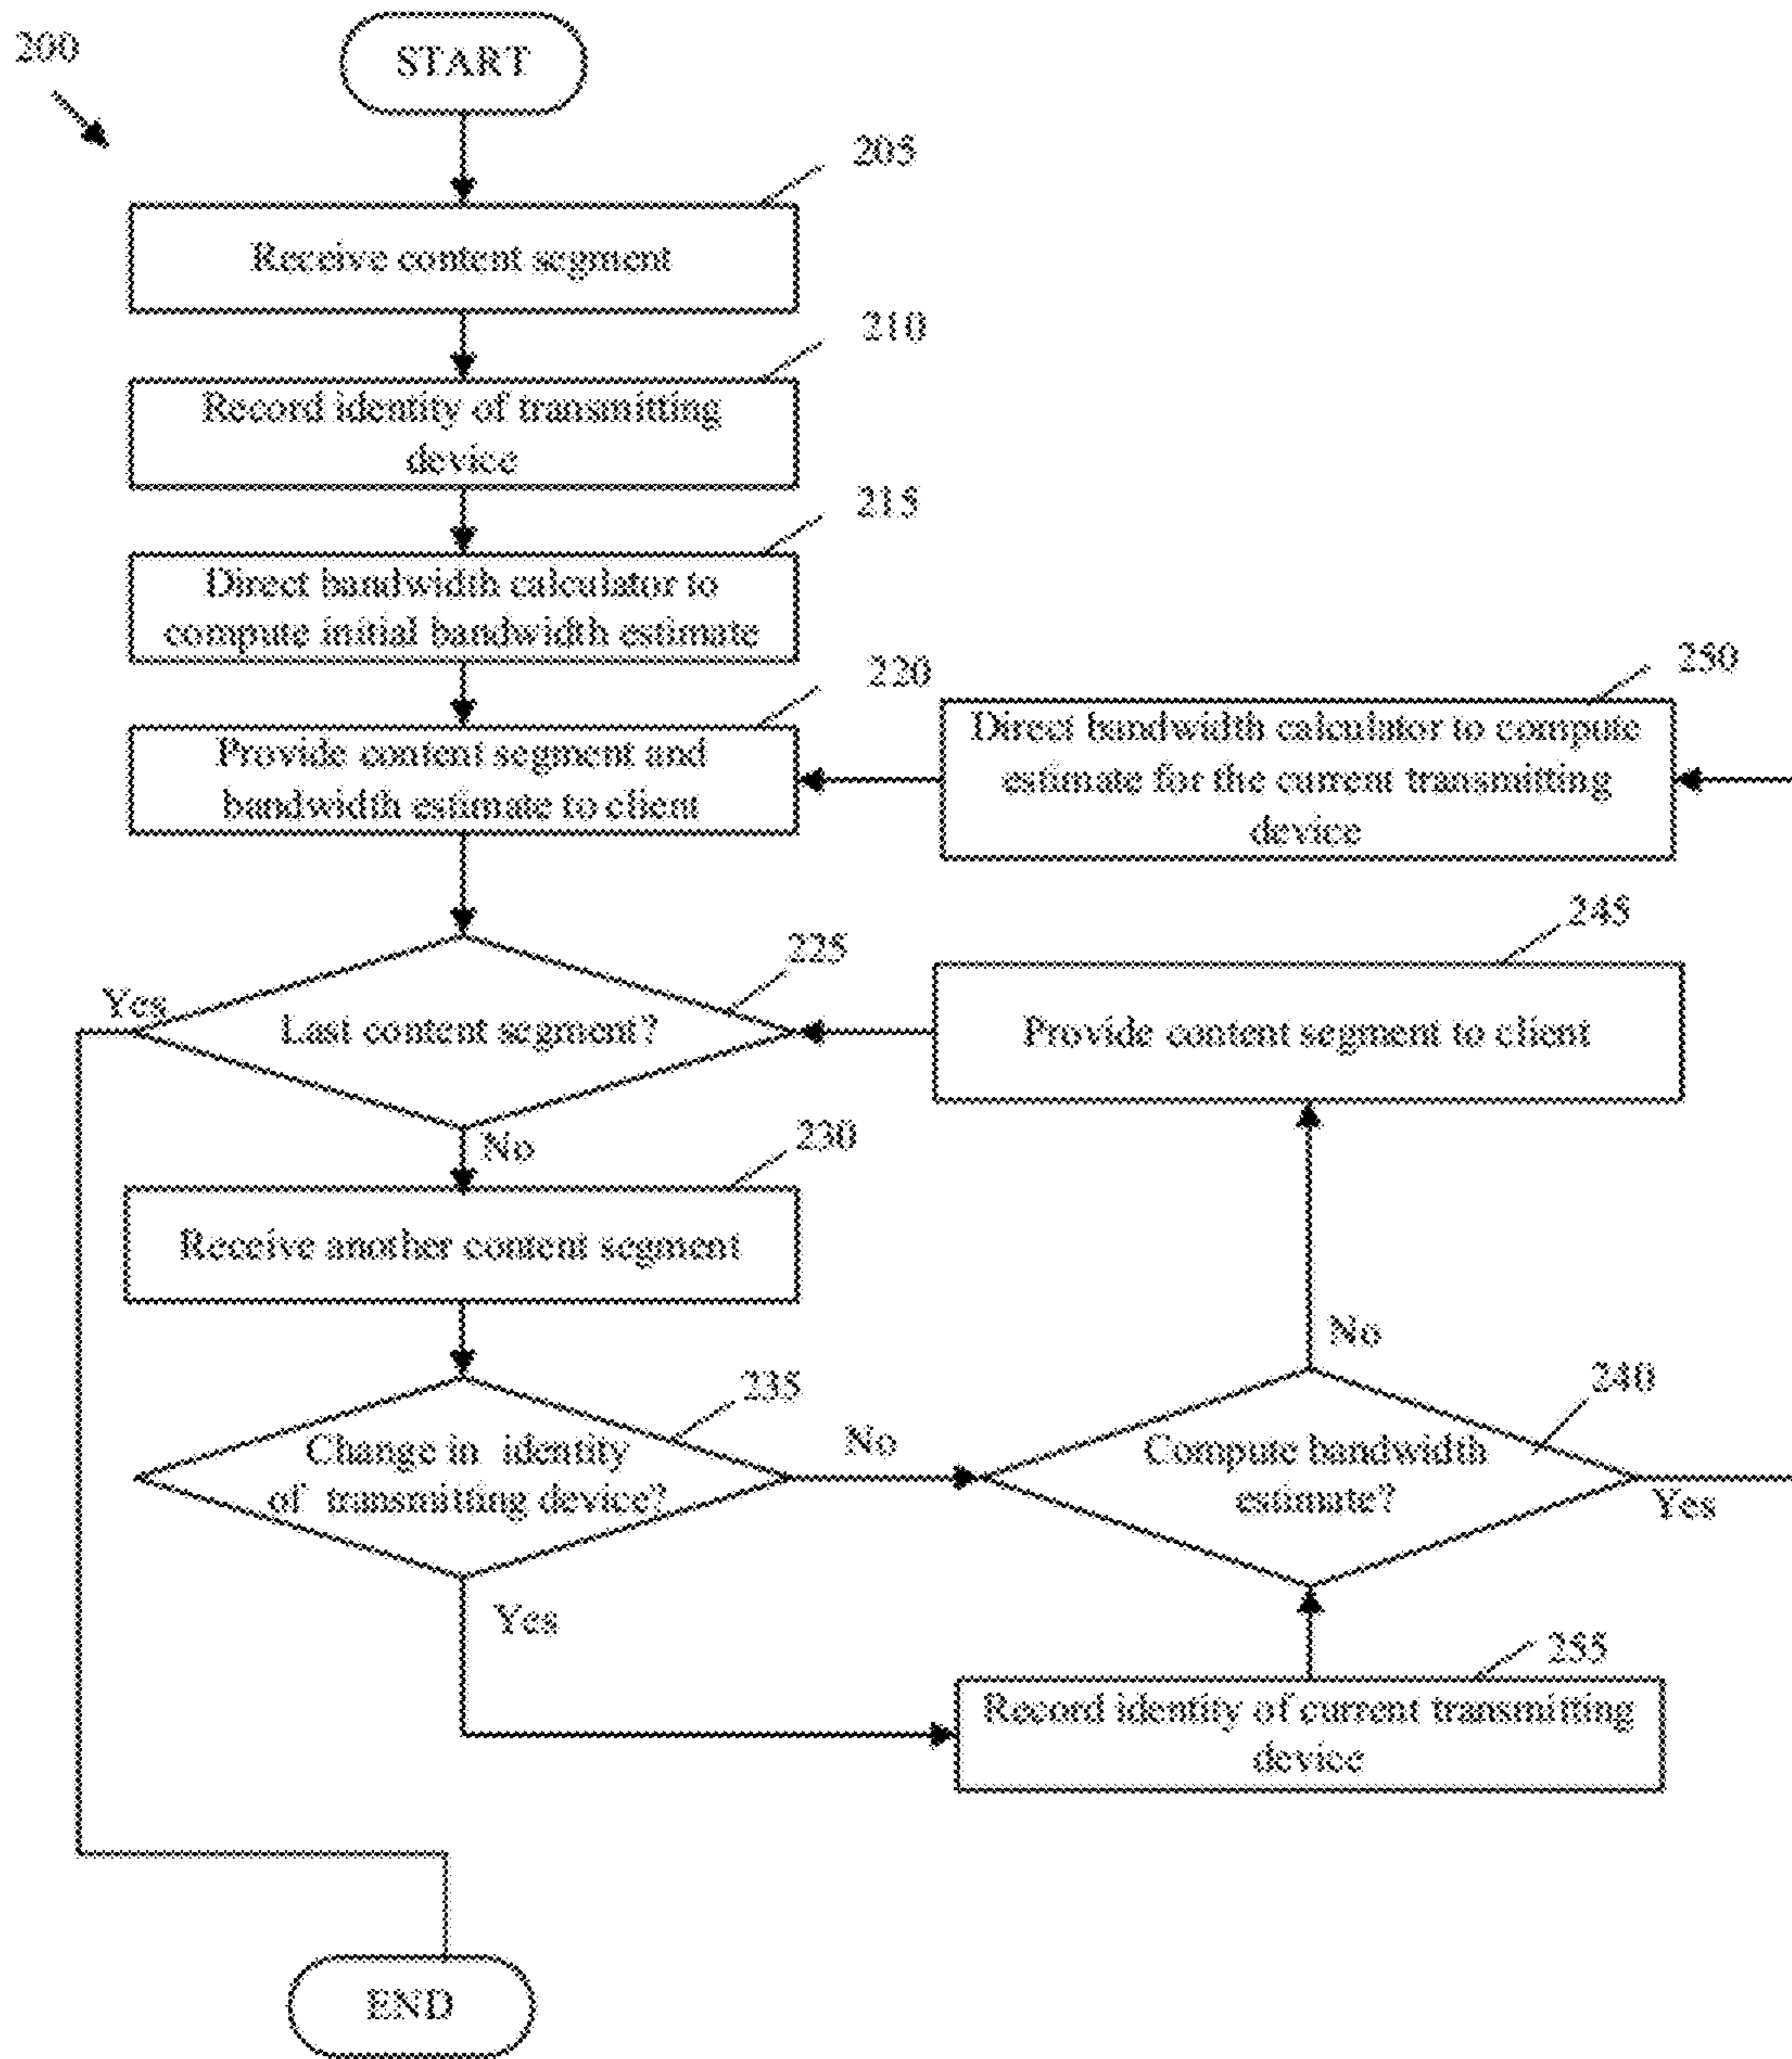 200
START
205
Receive content segment
210
Record identity of transmitting
device
215
Direct bandwidth calculator to
compute initial bandwidth estimate
220
Provide content segment and
bandwidth estimate to client
250
Direct bandwidth calculator to compute
estimate for the current transmitting
device
225
Yes
Last content segment?
No
245
Provide content segment to client
230
Receive another content segment
235
Change in identity
of transmitting device?
No
Yes
240
Compute bandwidth
estimate?
No
Yes
255
Record identity of current transmitting
device
END